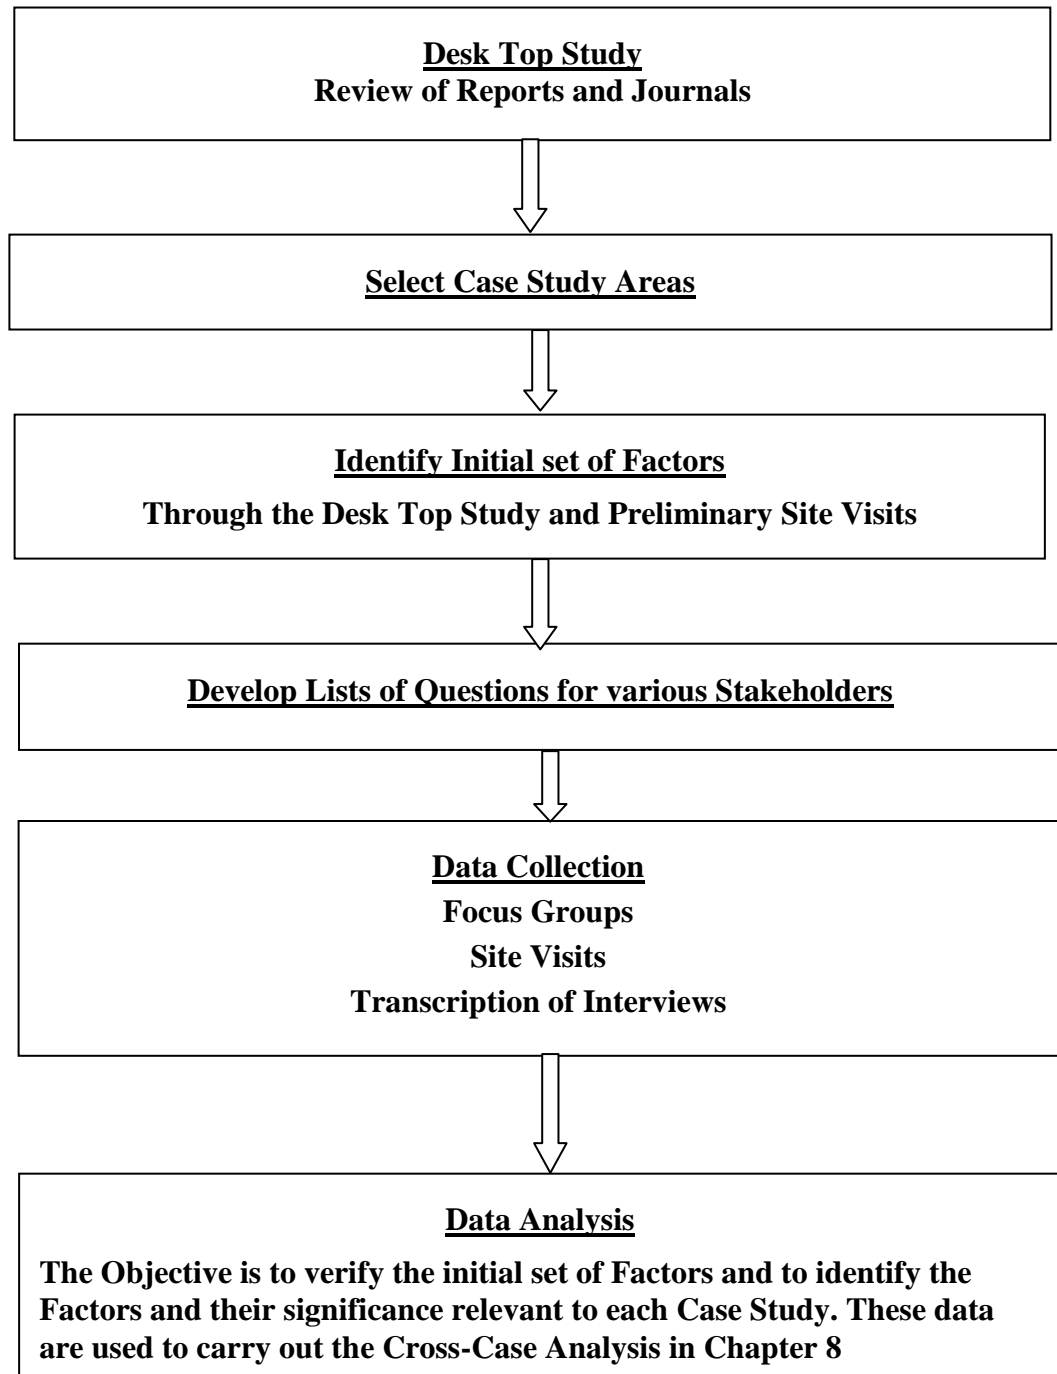 Desk Top Study
Review of Reports and Journals
Select Case Study Areas
Identify Initial set of Factors
Through the Desk Top Study and Preliminary Site Visits
Develop Lists of Questions for various Stakeholders
Data Collection
Focus Groups
Site Visits
Transcription of Interviews
Data Analysis
The Objective is to verify the initial set of Factors and to identify the
Factors and their significance relevant to each Case Study. These data
are used to carry out the Cross-Case Analysis in Chapter 8